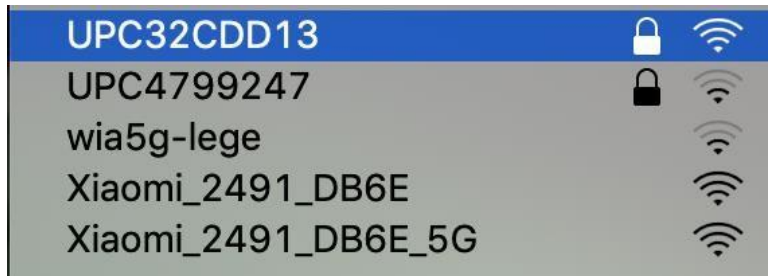 UPC32CDD13
UPC4799247
wia5g-lege
Xiaomi_2491_DB6E
Xiaomi_2491_DB6E_5G